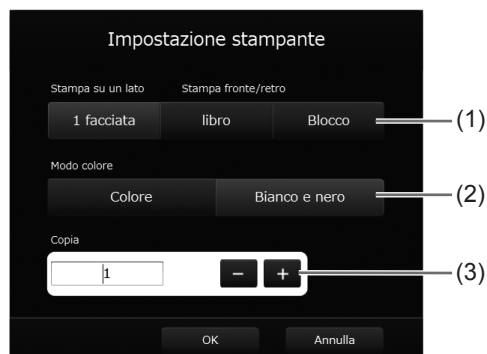 Impostazione stampante
Stampa su un lato Stampa fronte/retro
1 facciata libro Blocco (1)
Modo colore
Colore Bianco e nero (2)
Copia
1 − + (3)
OK Annulla